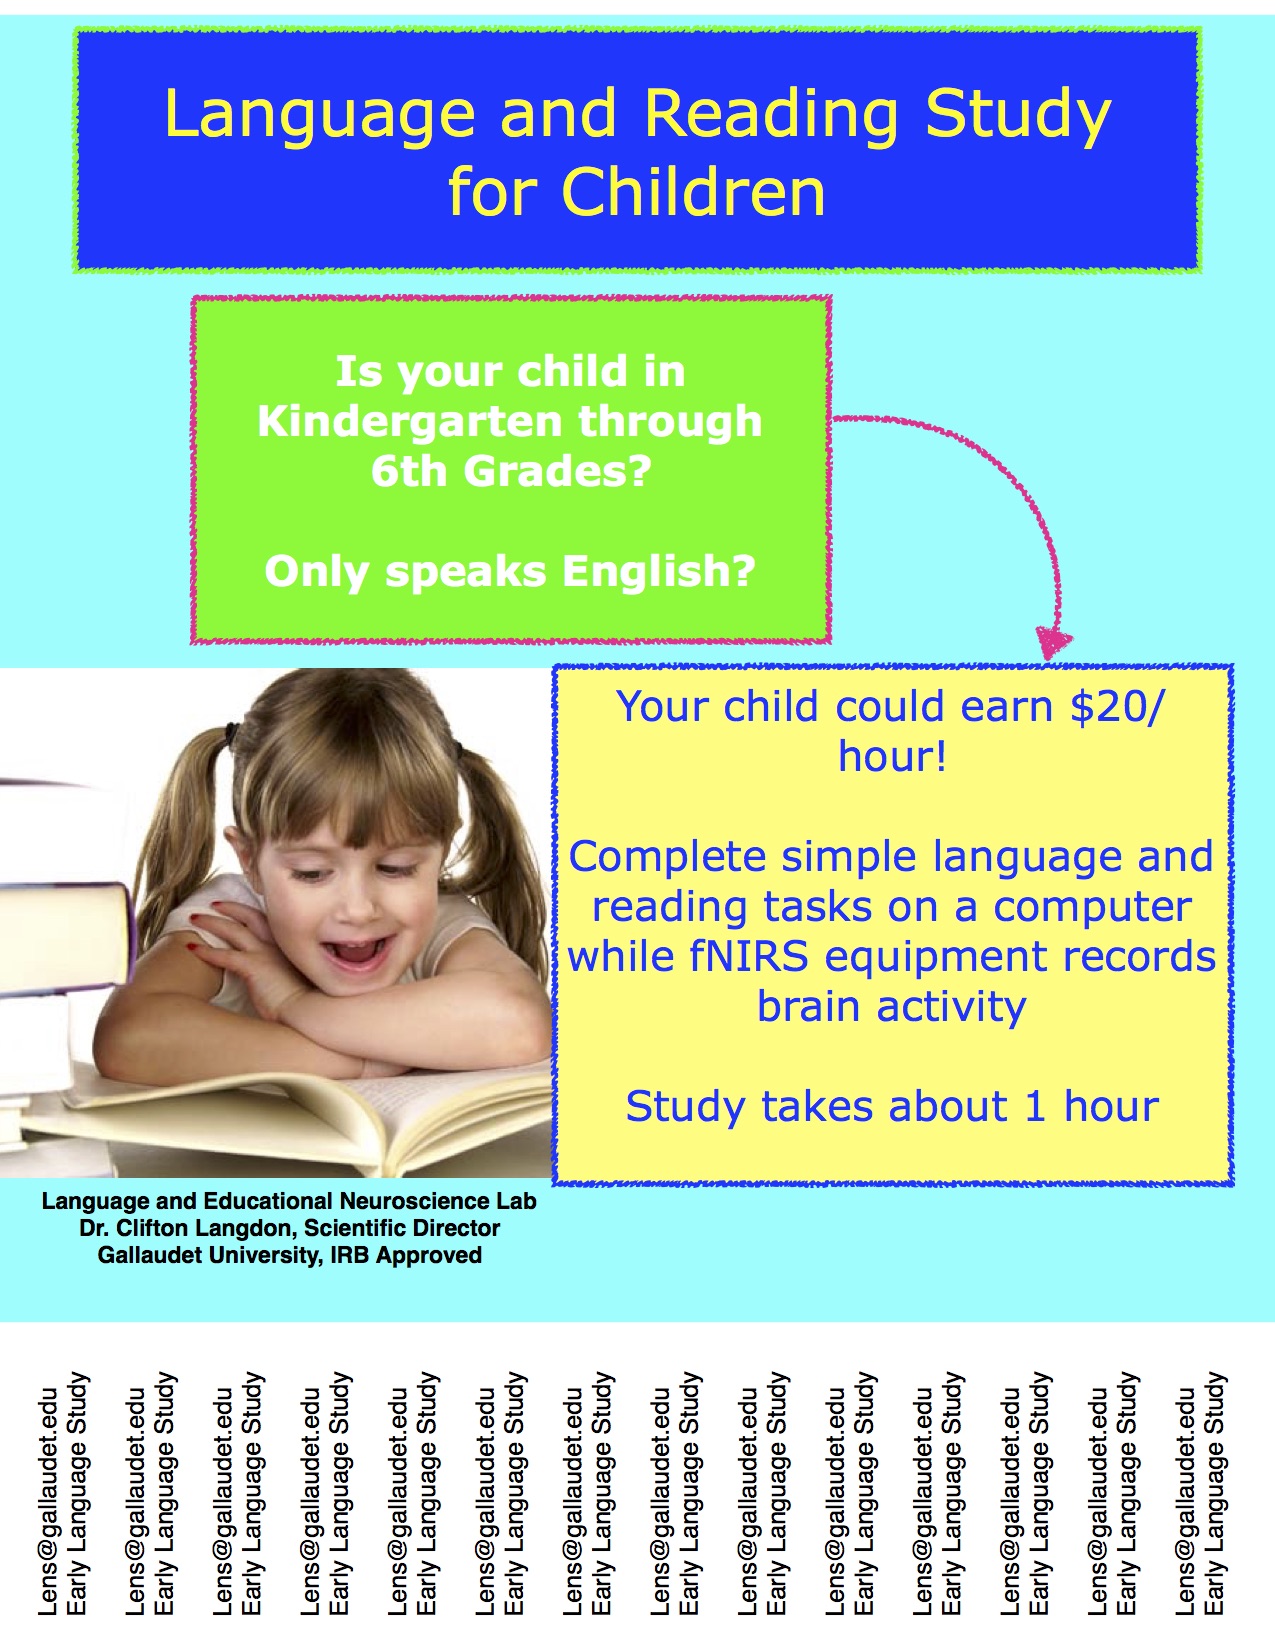 Language and Reading Study
for Children
Is your child in
Kindergarten through
6th Grades?
Only speaks English?
Your child could earn $20/
hour!
Complete simple language and
reading tasks on a computer
while fNIRS equipment records
brain activity
Study takes about 1 hour
Language and Educational Neuroscience Lab
Dr. Clifton Langdon, Scientific Director
Gallaudet University, IRB Approved
Lens@gallaudet.edu
Early Language Study
Lens@gallaudet.edu
Early Language Study
Lens@gallaudet.edu
Early Language Study
Lens@gallaudet.edu
Early Language Study
Lens@gallaudet.edu
Early Language Study
Lens@gallaudet.edu
Early Language Study
Lens@gallaudet.edu
Early Language Study
Lens@gallaudet.edu
Early Language Study
Lens@gallaudet.edu
Early Language Study
Lens@gallaudet.edu
Early Language Study
Lens@gallaudet.edu
Early Language Study
Lens@gallaudet.edu
Early Language Study
Lens@gallaudet.edu
Early Language Study
Lens@gallaudet.edu
Early Language Study